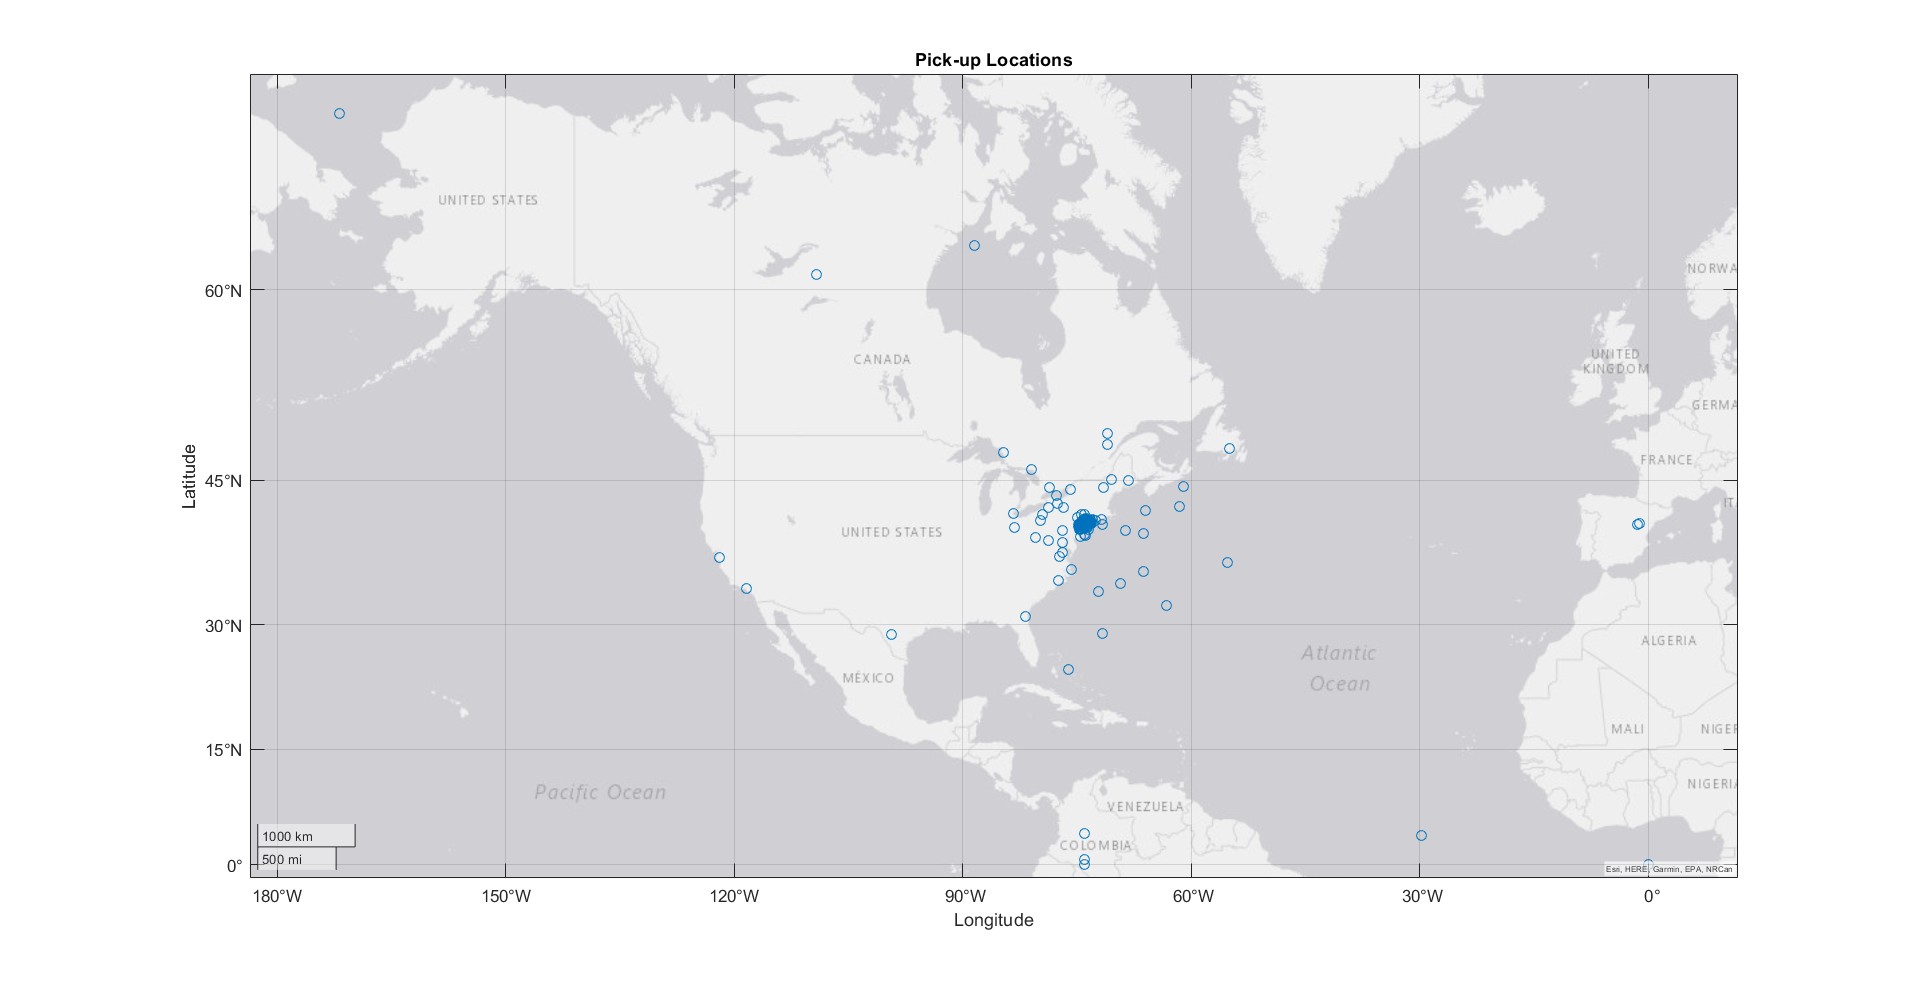 Pick-up Locations
UNITED STATES
NORWA
60°N
UNITED
KINGDOM
CANADA
GERMA
FRANCE
Latitude
45°N
IT
UNITED STATES
30°N
ALGERIA
Atlantic
Ocean
MÉXICO
MALI
NIGER
15°N
NIGERIA
Pacific Ocean
VENEZUELA
1000 km
COLOMBIA
500 mi
0°
Esri, HERE, Garmin, EPA, NRCan
180°W
150°W
120°W
90°W
60°W
30°W
0°
Longitude